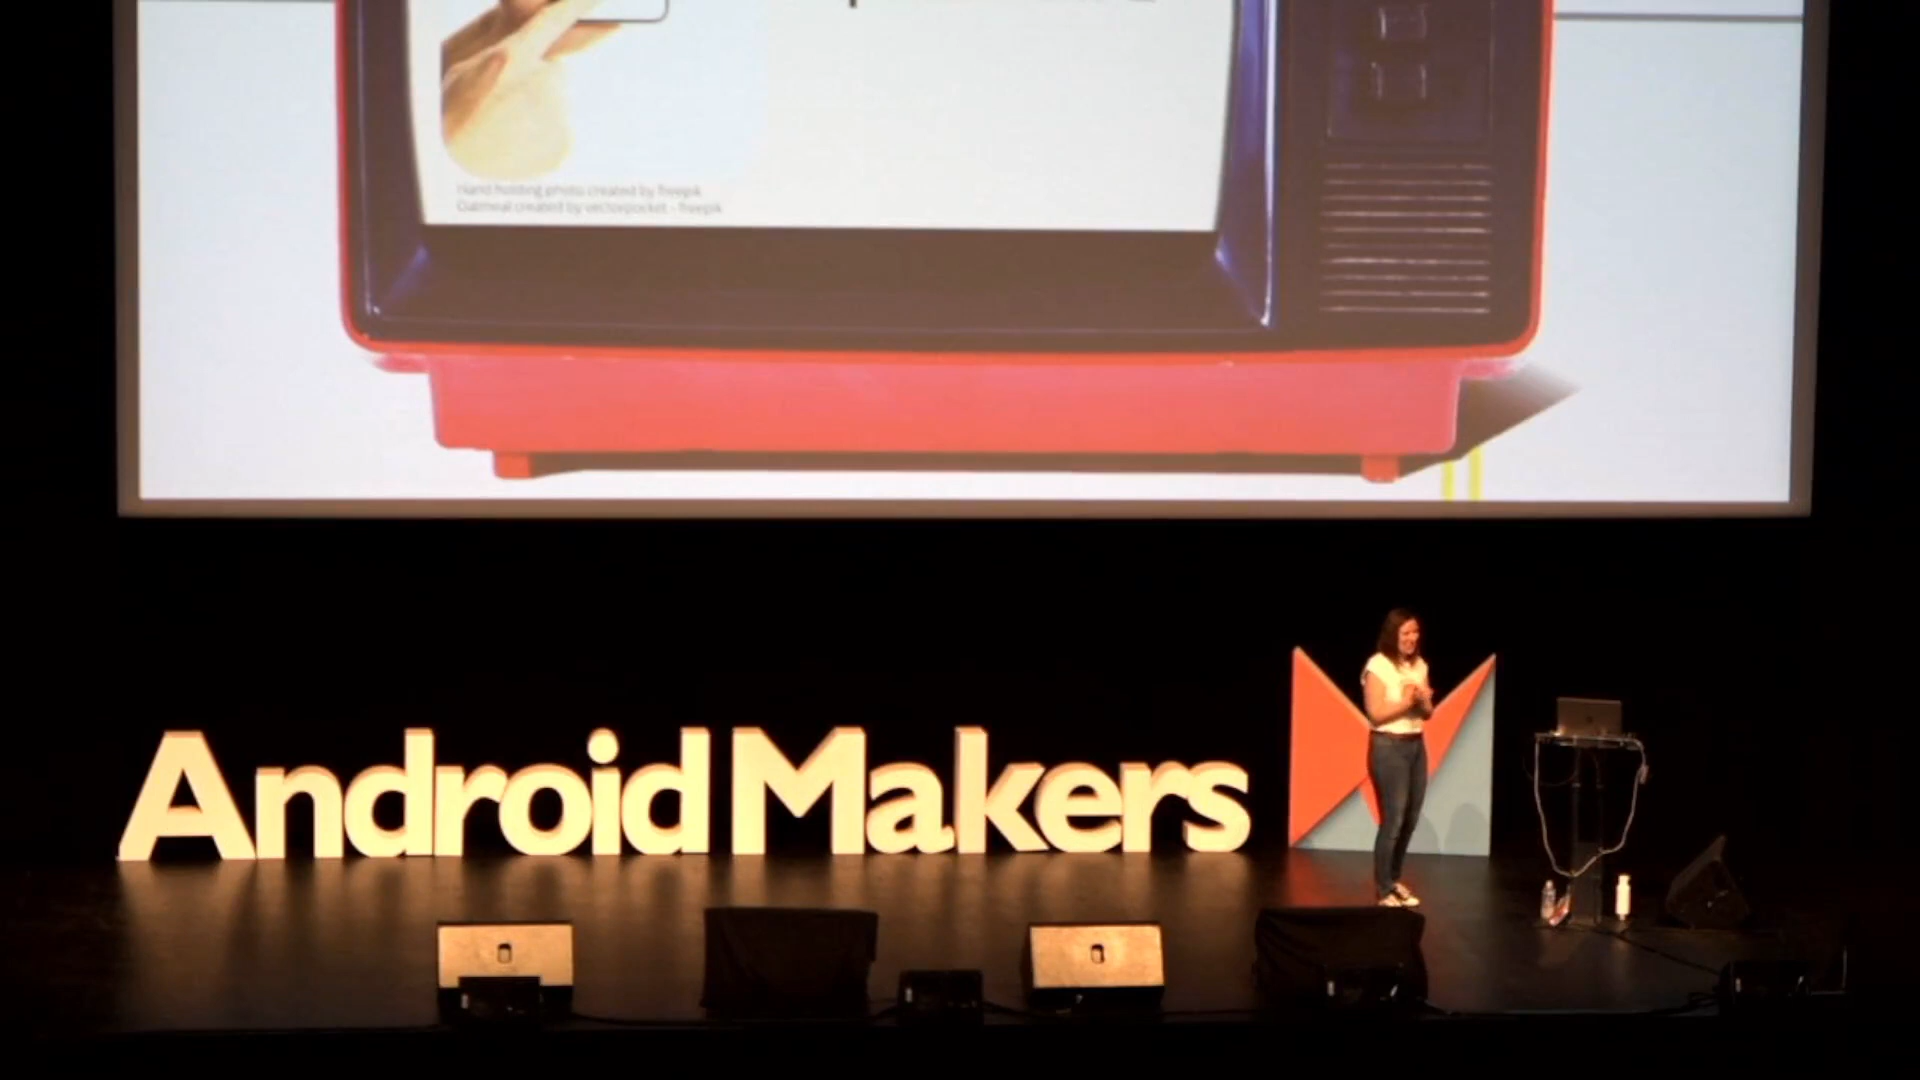 Hand holding photo created by freepik
Oatmeal created by vectorpocket - freepik
Android Makers